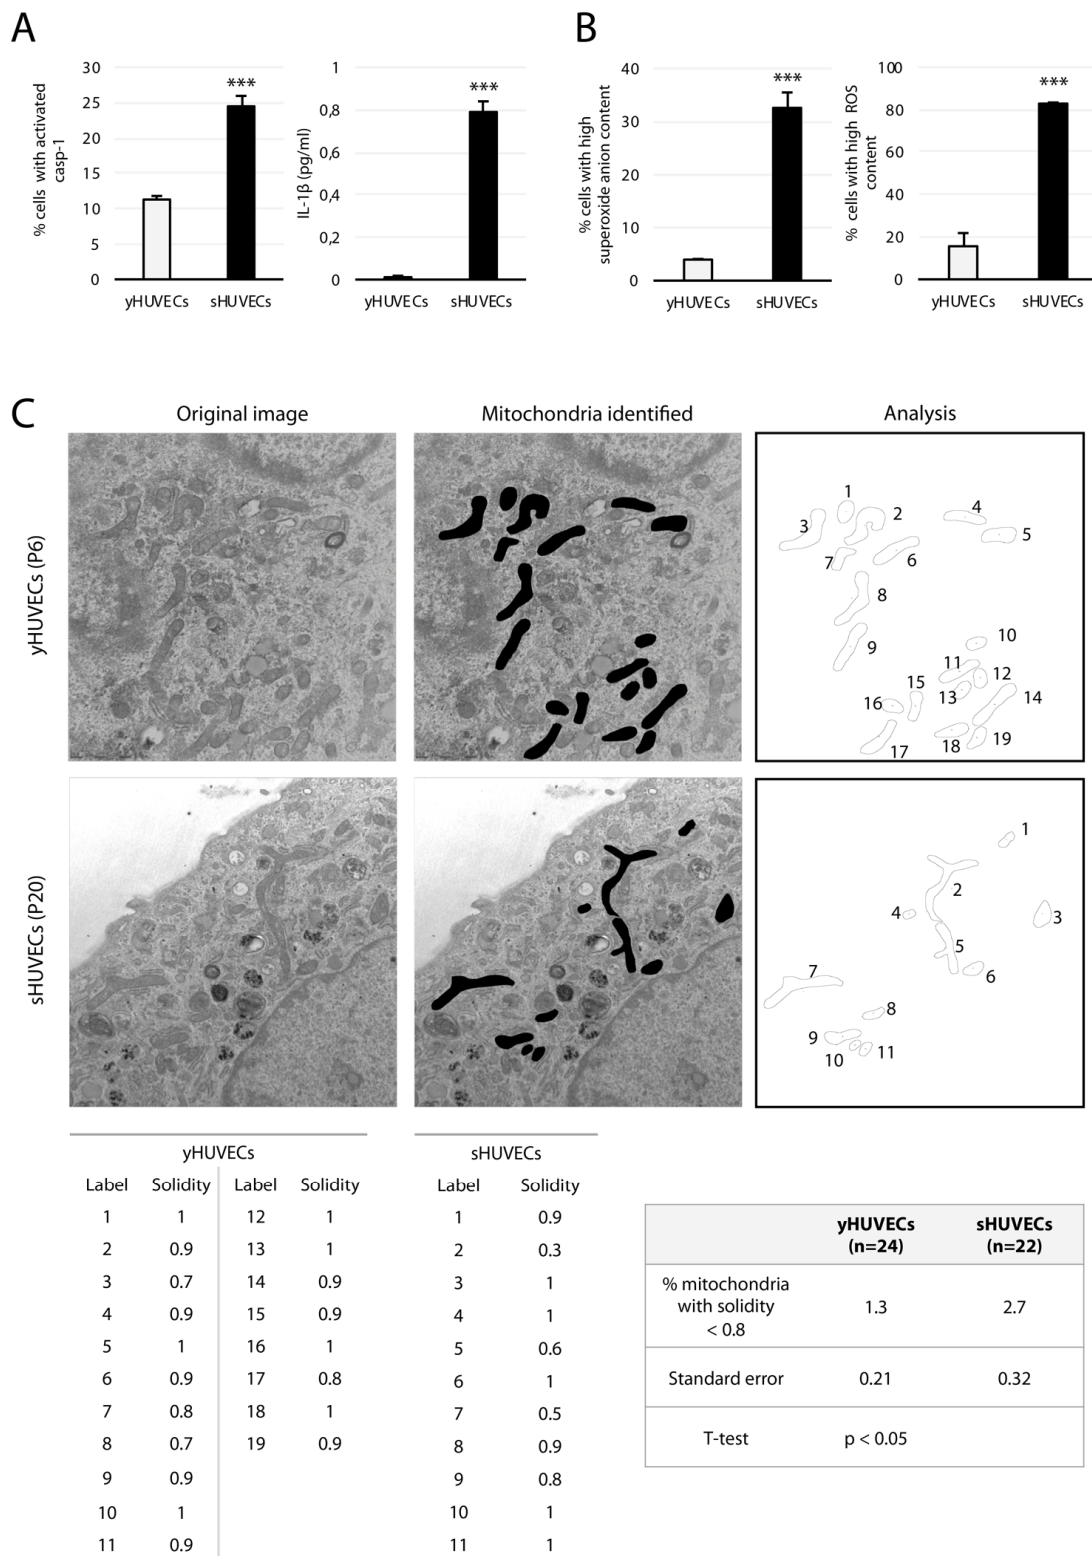 A
B
% cells with activated
casp-1
30
25
20
15
10
5
0
***
yHUVECs
sHUVECs
IL-1β (pg/ml)
1
0,8
0,6
0,4
0,2
0
***
yHUVECs
sHUVECs
% cells with high
superoxide anion content
40
30
20
10
0
***
yHUVECs
sHUVECs
% cells with high ROS
content
100
80
60
40
20
0
***
yHUVECs
sHUVECs
C
Original image
Mitochondria identified
Analysis
yHUVECs (P6)
1
2
3
4
5
6
7
8
9
10
11
12
13
14
15
16
17
18
19
sHUVECs (P20)
1
2
3
4
5
6
7
8
9
10
11
yHUVECs
Label Solidity Label Solidity
1 1 12 1
2 0.9 13 1
3 0.7 14 0.9
4 0.9 15 0.9
5 1 16 1
6 0.9 17 0.8
7 0.8 18 1
8 0.7 19 0.9
9 0.9
10 1
11 0.9
sHUVECs
Label Solidity
1 0.9
2 0.3
3 1
4 1
5 0.6
6 1
7 0.5
8 0.9
9 0.8
10 1
11 1
yHUVECs
(n=24)
sHUVECs
(n=22)
% mitochondria
with solidity
< 0.8
1.3 2.7
Standard error 0.21 0.32
T-test p < 0.05